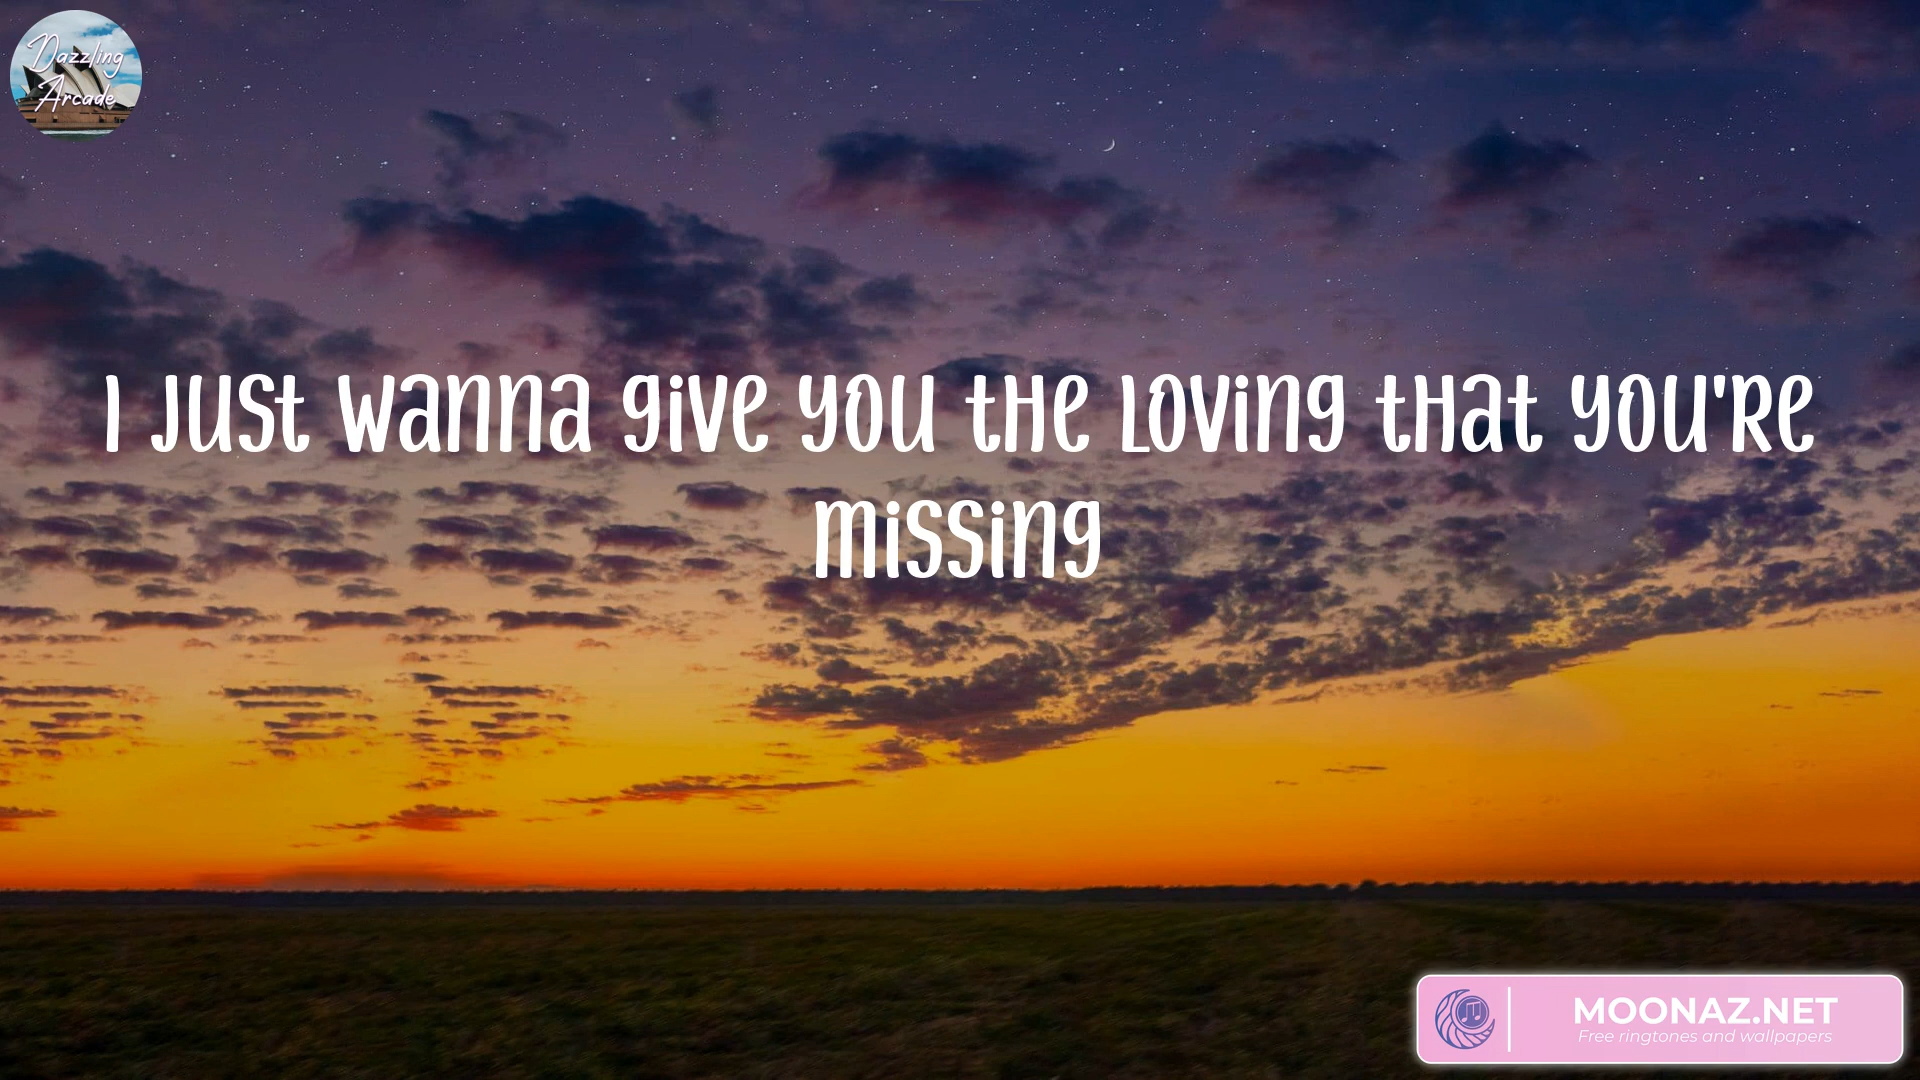 Dazzling
Arcade
I just wanna give you the loving that you're
missing
MOONAZ.NET
Free ringtones and wallpapers